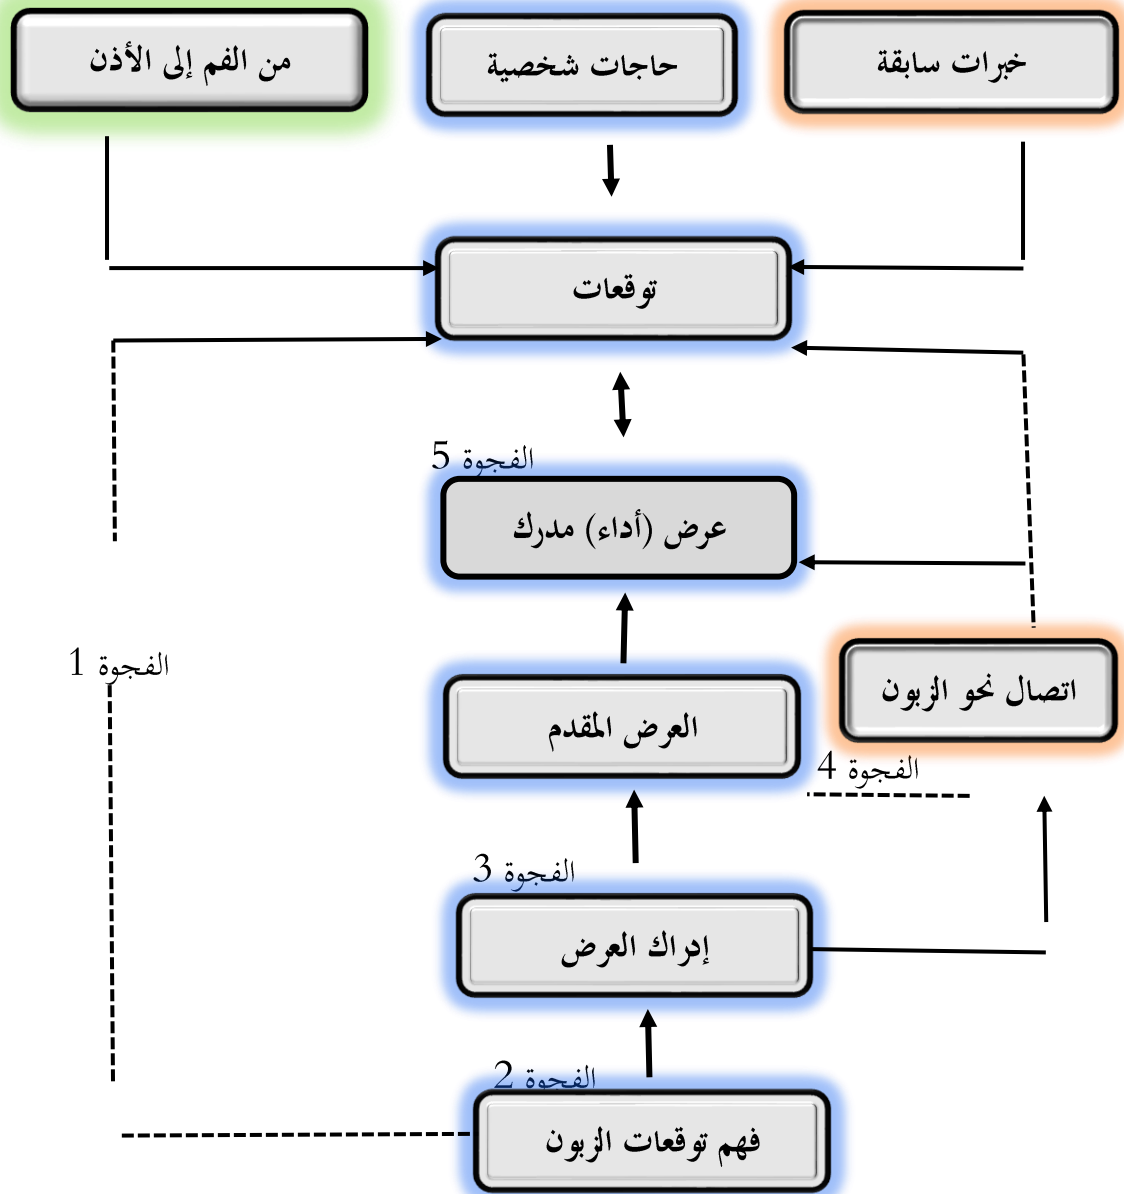 خبرات سابقة
حاجات شخصية
من الفم إلى الأذن
توقعات
الفجوة 5
عرض (أداء) مدرك
الفجوة 1
اتصال نحو الزبون
العرض المقدم
الفجوة 4
الفجوة 3
إدراك العرض
الفجوة 2
فهم توقعات الزبون